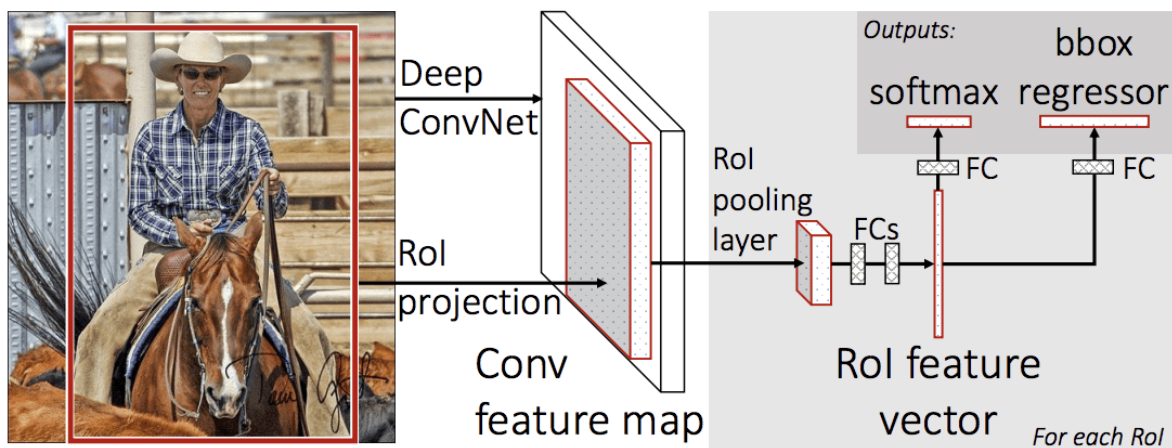 Deep
ConvNet
RoI
projection
Conv
feature map
RoI
pooling
layer
FCs
RoI feature
vector
For each RoI
Outputs:
softmax
bbox
regressor
FC
FC